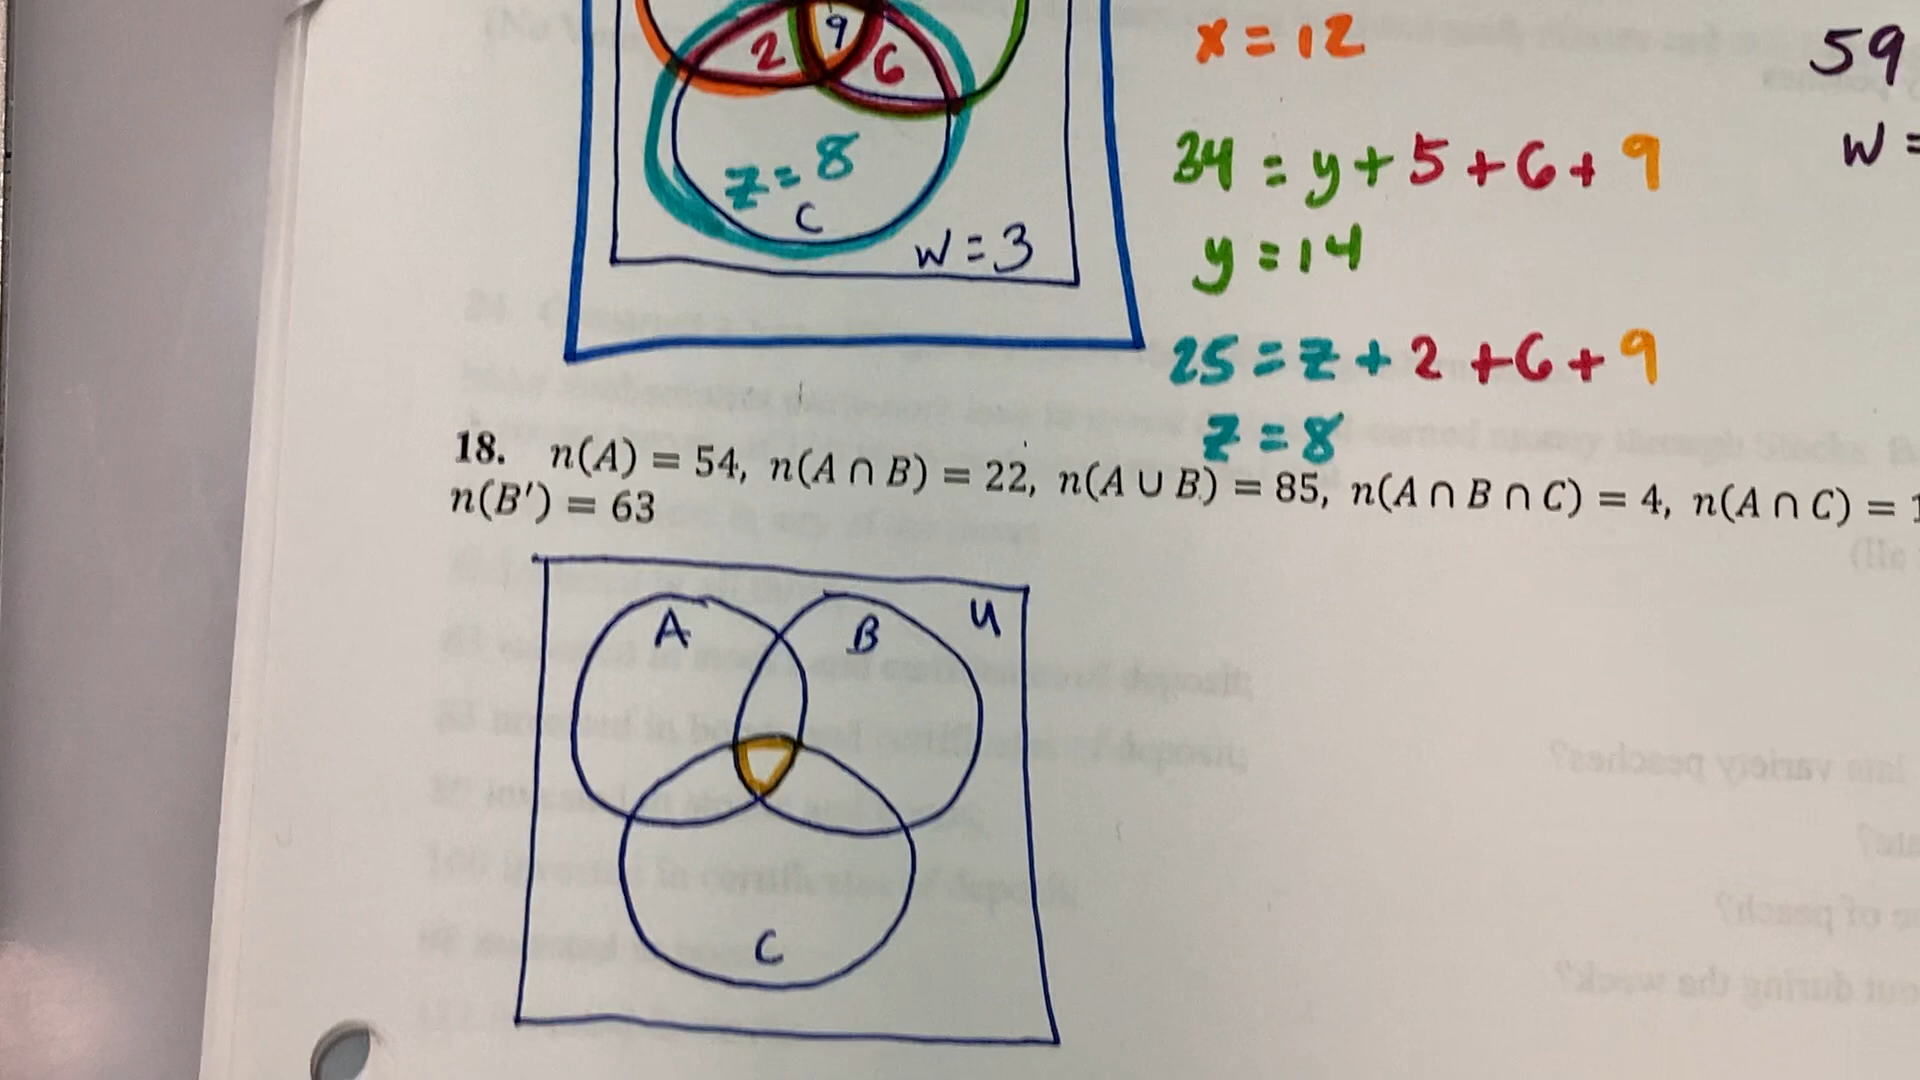 9
2
6
z = 8
C
W = 3
x = 12
34 = y + 5 + 6 + 9
y = 14
25 = z + 2 + 6 + 9
z = 8
59
W =
18. n(A) = 54, n(A ∩ B) = 22, n(A ∪ B) = 85, n(A ∩ B ∩ C) = 4, n(A ∩ C) =
n(B′) = 63
A
B
U
C